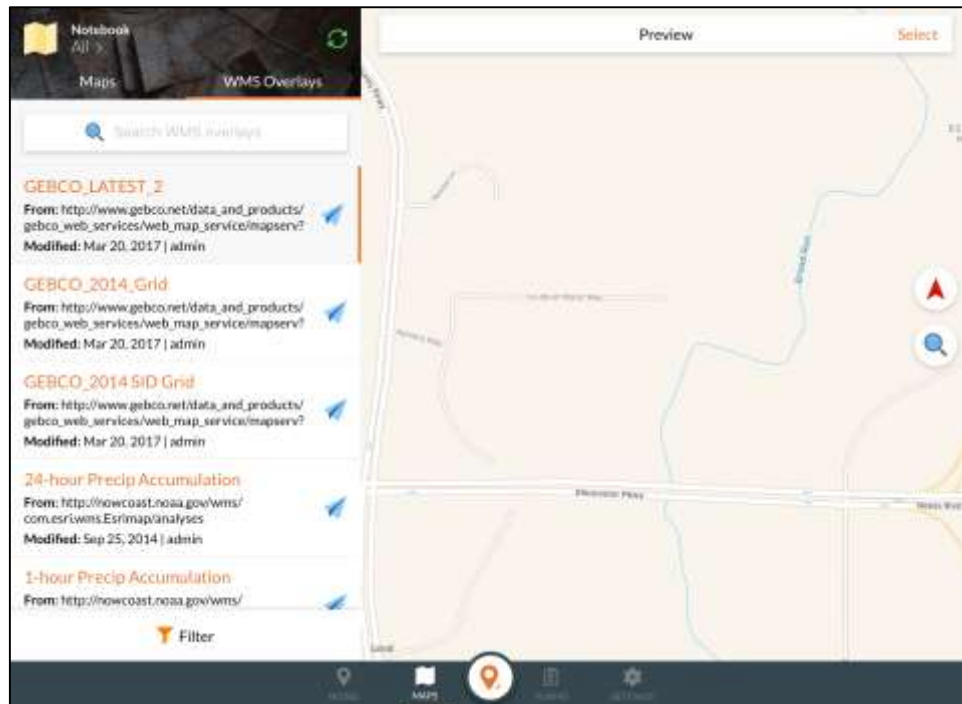 Notebook
All >
Maps
WMS Overlays
Search WMS overlays
GEBCO_LATEST_2
From: http://www.gebco.net/data_and_products/
gebco_web_services/web_map_service/mapserv?
Modified: Mar 20, 2017 | admin
GEBCO_2014_Grid
From: http://www.gebco.net/data_and_products/
gebco_web_services/web_map_service/mapserv?
Modified: Mar 20, 2017 | admin
GEBCO_2014 SID Grid
From: http://www.gebco.net/data_and_products/
gebco_web_services/web_map_service/mapserv?
Modified: Mar 20, 2017 | admin
24-hour Precip Accumulation
From: http://nowcoast.noaa.gov/wms/
com.esri.wms.Esrimap/analyses
Modified: Sep 25, 2014 | admin
1-hour Precip Accumulation
From: http://nowcoast.noaa.gov/wms/
Filter
Preview
Select
Broad Run
MAPS